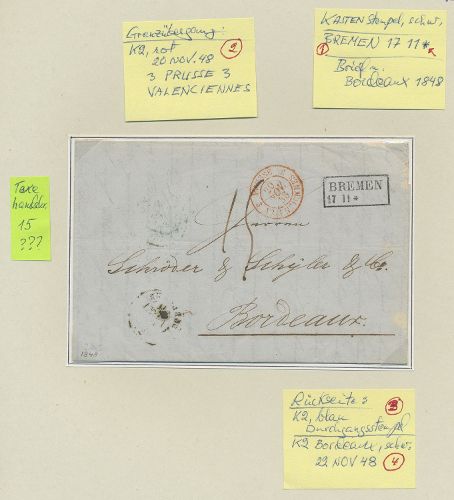 Grenzübergang:
K2, rot 2
20 NOV. 48
3 PRUSSE 3
VALENCIENNES
KASTENstempel, schw.
1 BREMEN 17 11*
Brief n.
Bordeaux 1848
Taxe
handschr.
15
???
BREMEN
17 11 *
15
Herren
Schröder & Schÿler & Co.
Bordeaux.
1848
Rückseite: 3
K2, blau
Durchgangsstempel
K2 Bordeaux, schw.
22 NOV 48 4